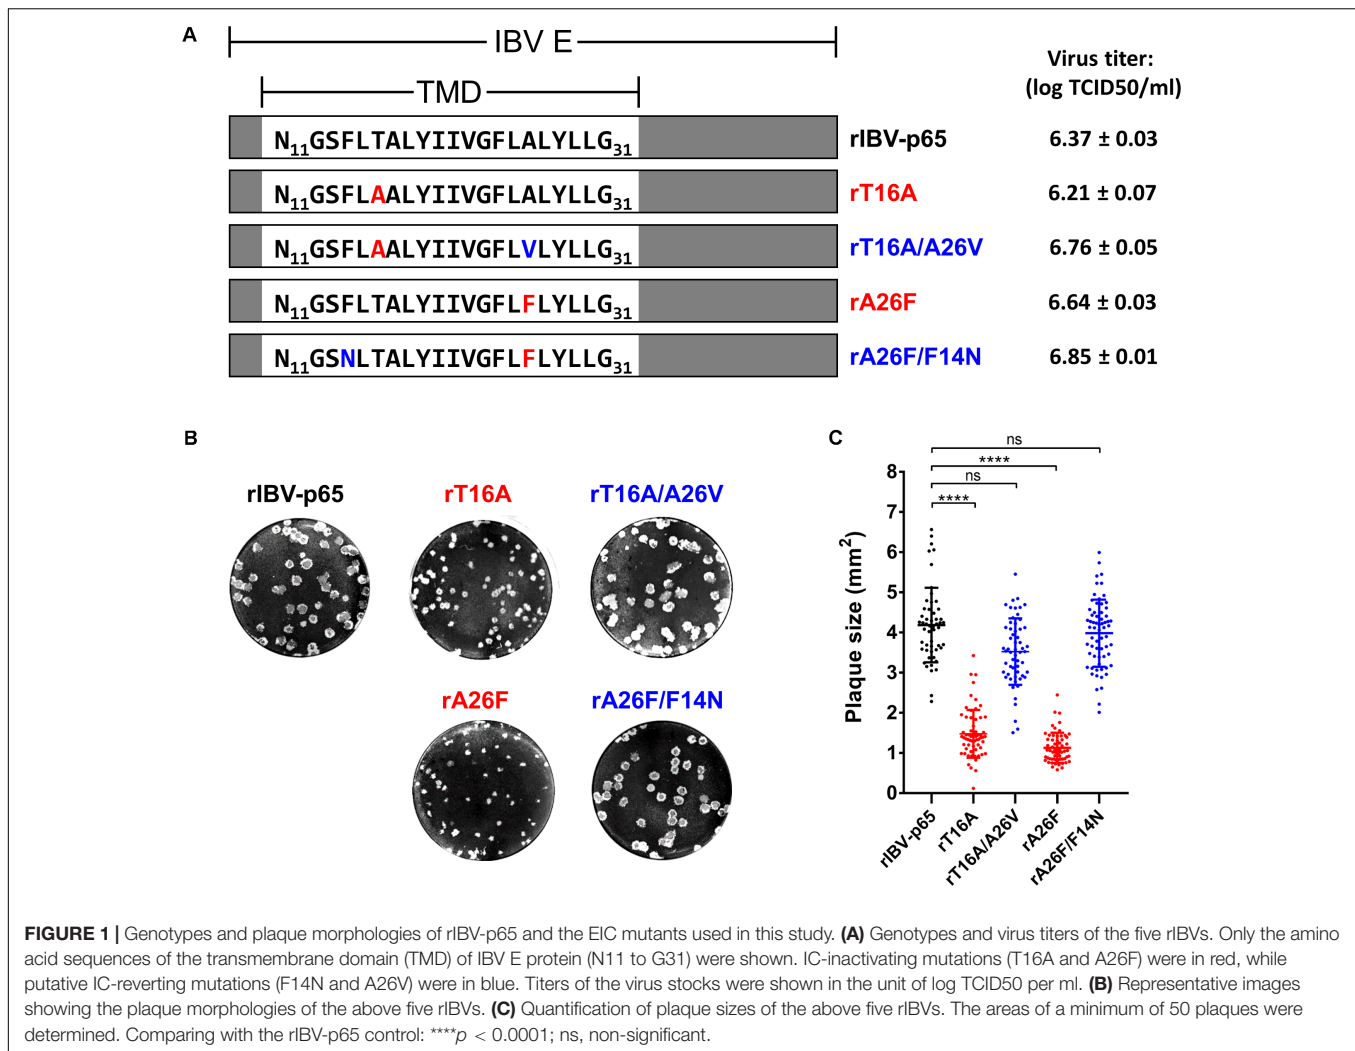 A
IBV E
TMD
Virus titer:
(log TCID50/ml)
N11GSFLTALYIIVGFLALYLLG31 rIBV-p65 6.37 ± 0.03
N11GSFLAALYIIVGFLALYLLG31 rT16A 6.21 ± 0.07
N11GSFLAALYIIVGFLVLYLLG31 rT16A/A26V 6.76 ± 0.05
N11GSFLTALYIIVGFLFLYLLG31 rA26F 6.64 ± 0.03
N11GSNLTALYIIVGFLFLYLLG31 rA26F/F14N 6.85 ± 0.01
B
rIBV-p65 rT16A rT16A/A26V
rA26F rA26F/F14N
C
ns
****
ns
****
Plaque size (mm2)
8
7
6
5
4
3
2
1
0
rIBV-p65
rT16A
rT16A/A26V
rA26F
rA26F/F14N
FIGURE 1 | Genotypes and plaque morphologies of rIBV-p65 and the EIC mutants used in this study. (A) Genotypes and virus titers of the five rIBVs. Only the amino
acid sequences of the transmembrane domain (TMD) of IBV E protein (N11 to G31) were shown. IC-inactivating mutations (T16A and A26F) were in red, while
putative IC-reverting mutations (F14N and A26V) were in blue. Titers of the virus stocks were shown in the unit of log TCID50 per ml. (B) Representative images
showing the plaque morphologies of the above five rIBVs. (C) Quantification of plaque sizes of the above five rIBVs. The areas of a minimum of 50 plaques were
determined. Comparing with the rIBV-p65 control: ****p < 0.0001; ns, non-significant.